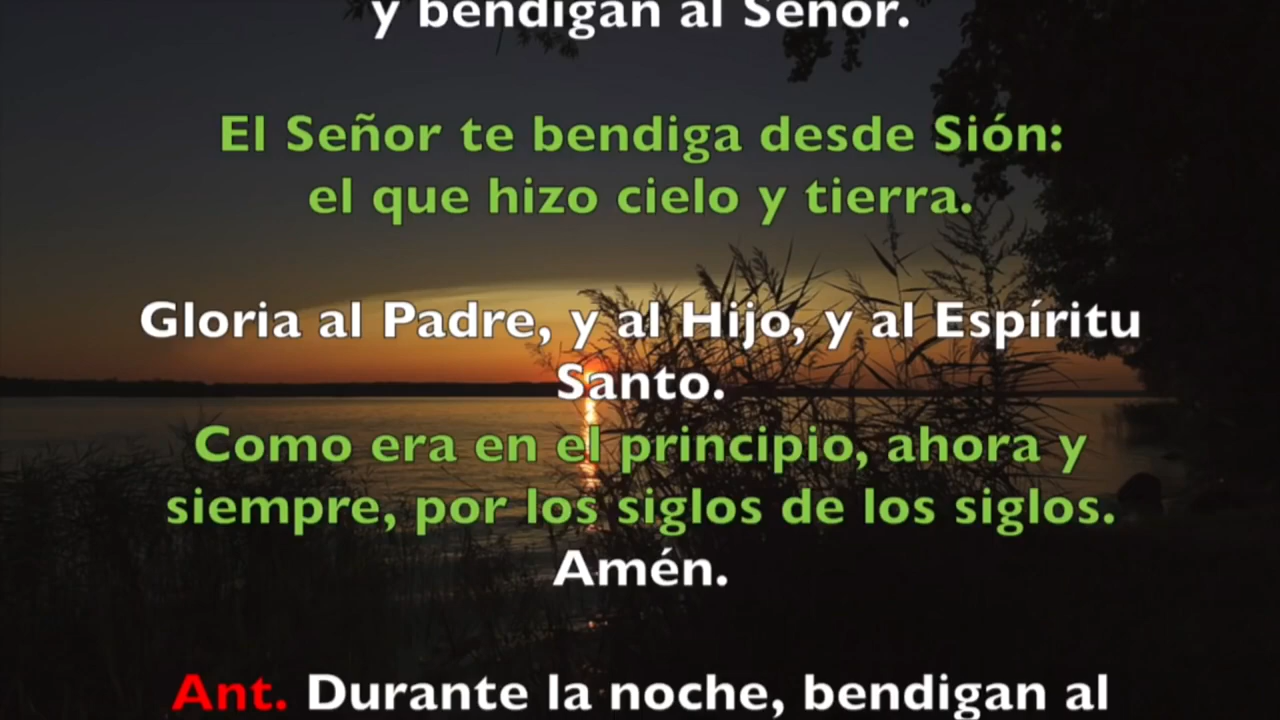 y bendigan al Señor.
El Señor te bendiga desde Sión:
el que hizo cielo y tierra.
Gloria al Padre, y al Hijo, y al Espíritu
Santo.
Como era en el principio, ahora y
siempre, por los siglos de los siglos.
Amén.
Ant. Durante la noche, bendigan al